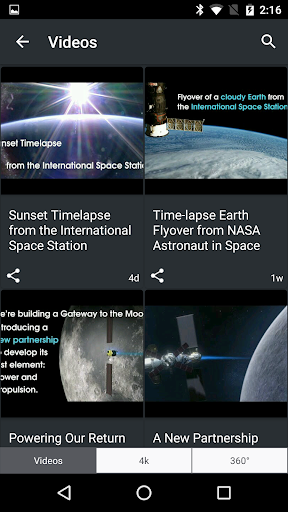 2:16
Videos
unset Timelapse
from the International Space Statio
Flyover of a cloudy Earth from
the International Space Station
Sunset Timelapse
from the International
Space Station
4d
Time-lapse Earth
Flyover from NASA
Astronaut in Space
1w
're building a Gateway to the Moo
troducing a
new partnership
o develop its
st element:
ower and
ropulsion.
Powering Our Return
A New Partnership
Videos
4k
360°